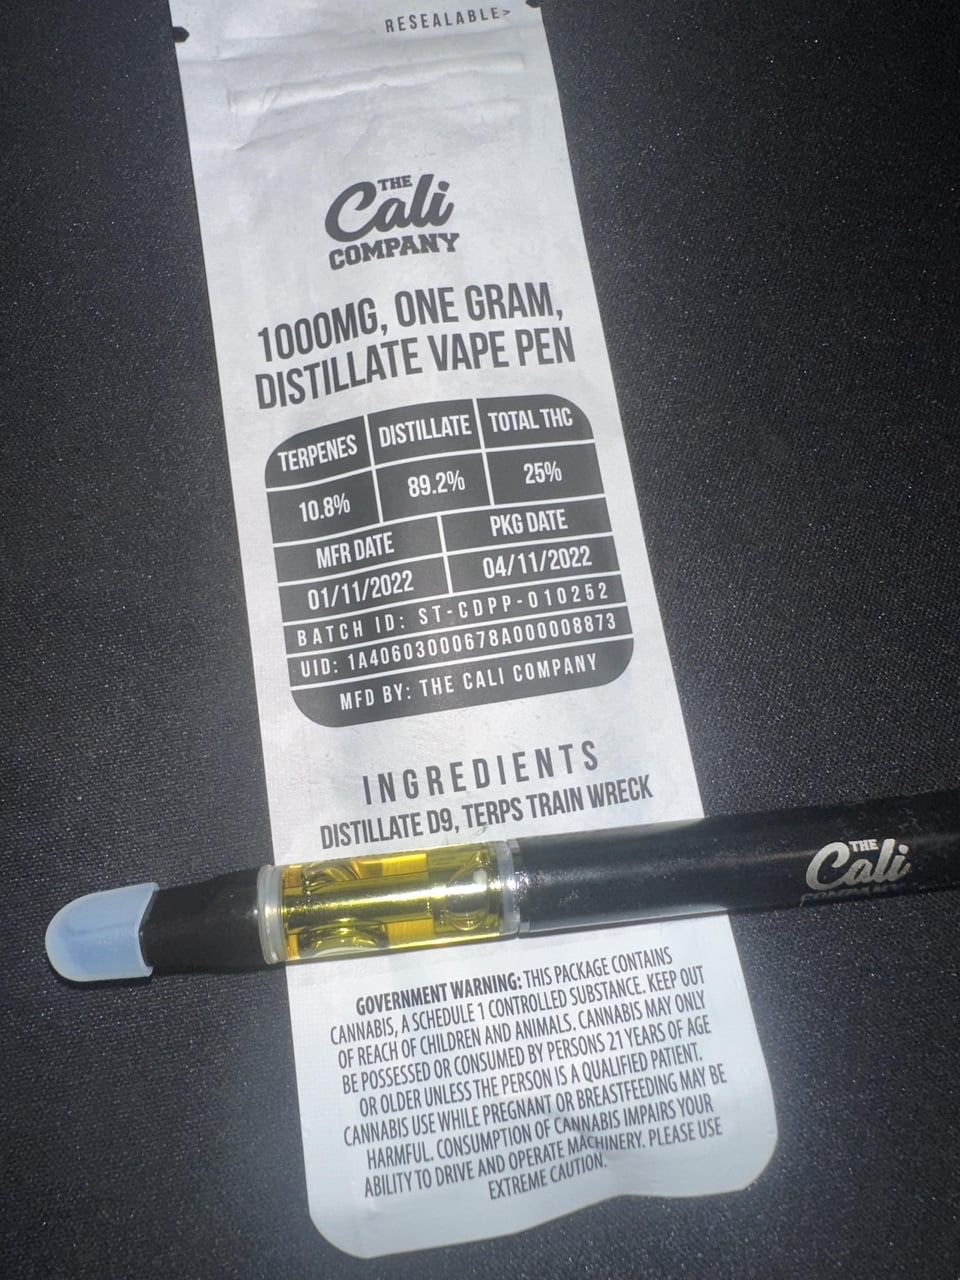 RESEALABLE>
THE
Cali
COMPANY
1000MG, ONE GRAM,
DISTILLATE VAPE PEN
TERPENES DISTILLATE TOTAL THC
10.8% 89.2% 25%
MFR DATE PKG DATE
01/11/2022 04/11/2022
BATCH ID: ST-CDPP-010252
UID: 1A40603000678A000008873
MFD BY: THE CALI COMPANY
INGREDIENTS
DISTILLATE D9, TERPS TRAIN WRECK
THE
Cali
COMPANY
GOVERNMENT WARNING: THIS PACKAGE CONTAINS
CANNABIS, A SCHEDULE 1 CONTROLLED SUBSTANCE. KEEP OUT
OF REACH OF CHILDREN AND ANIMALS. CANNABIS MAY ONLY
BE POSSESSED OR CONSUMED BY PERSONS 21 YEARS OF AGE
OR OLDER UNLESS THE PERSON IS A QUALIFIED PATIENT.
CANNABIS USE WHILE PREGNANT OR BREASTFEEDING MAY BE
HARMFUL. CONSUMPTION OF CANNABIS IMPAIRS YOUR
ABILITY TO DRIVE AND OPERATE MACHINERY. PLEASE USE
EXTREME CAUTION.